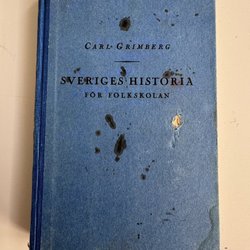 CARL GRIMBERG
SVERIGES HISTORIA
FÖR FOLKSKOLAN